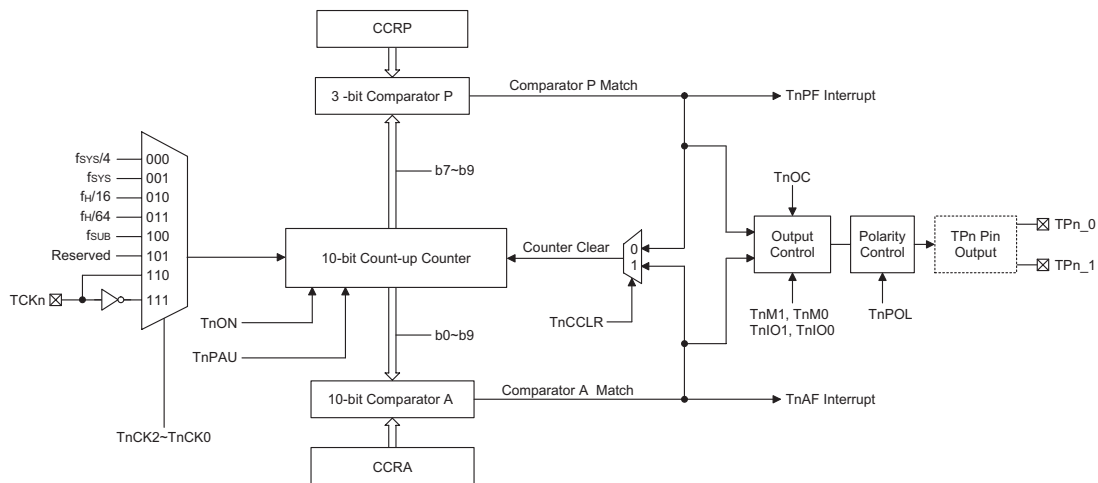 CCRP
3 -bit Comparator P
Comparator P Match
TnPF Interrupt
b7~b9
fSYS/4
000
fSYS
001
fH/16
010
fH/64
011
fSUB
100
Reserved
101
110
TCKn
111
10-bit Count-up Counter
Counter Clear
0
1
TnOC
Output
Control
Polarity
Control
TPn Pin
Output
TPn_0
TPn_1
TnON
TnPAU
TnCCLR
TnM1, TnM0
TnIO1, TnIO0
TnPOL
b0~b9
10-bit Comparator A
Comparator A  Match
TnAF Interrupt
TnCK2~TnCK0
CCRA